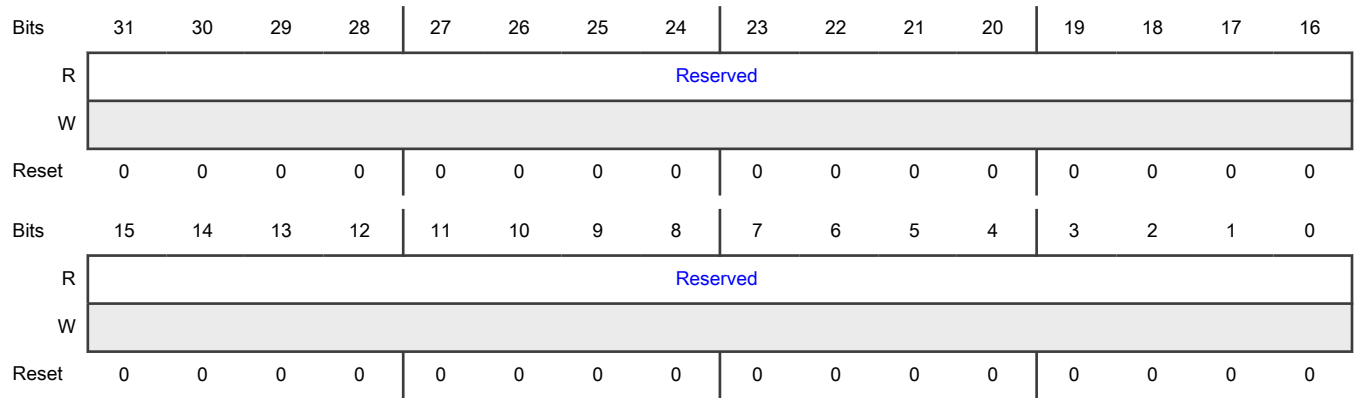 Bits 31 30 29 28 27 26 25 24 23 22 21 20 19 18 17 16
R Reserved
W
Reset 0 0 0 0 0 0 0 0 0 0 0 0 0 0 0 0
Bits 15 14 13 12 11 10 9 8 7 6 5 4 3 2 1 0
R Reserved
W
Reset 0 0 0 0 0 0 0 0 0 0 0 0 0 0 0 0